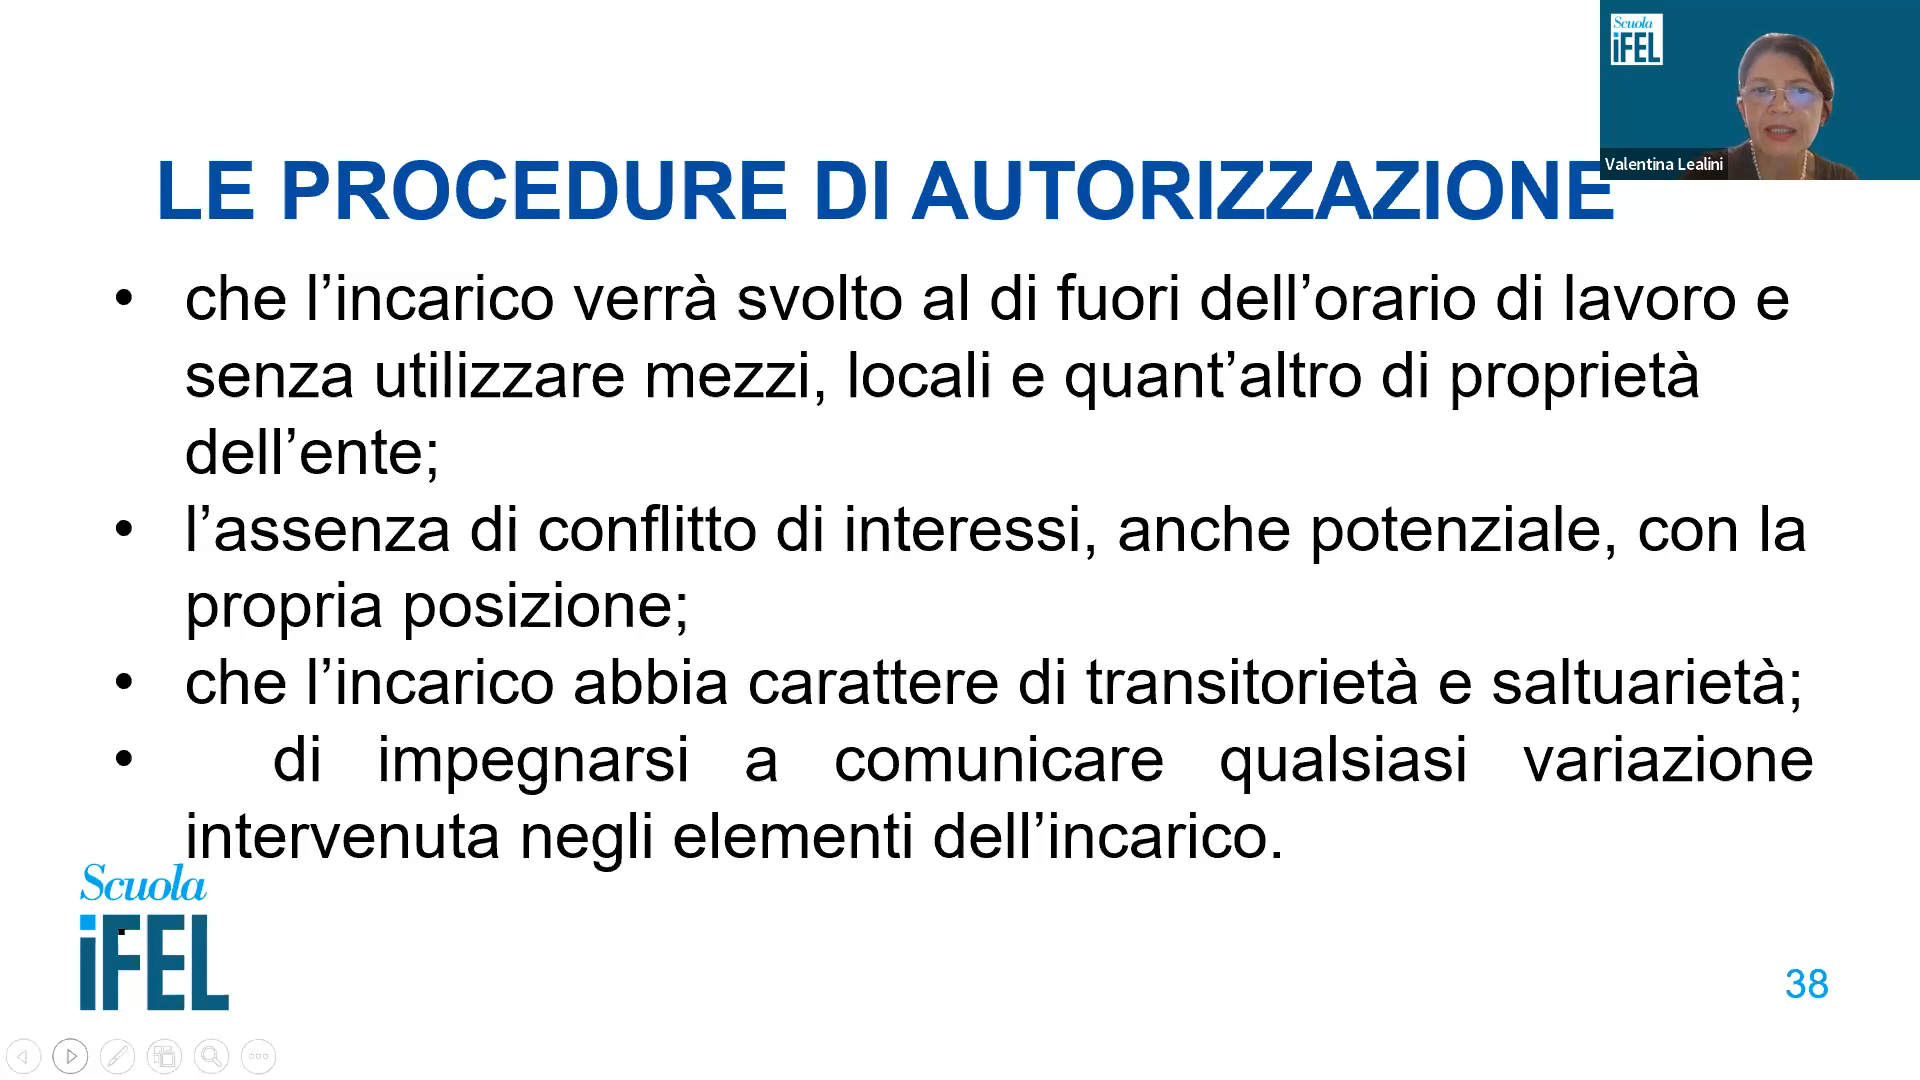 Scuola
iFEL
Valentina Lealini
LE PROCEDURE DI AUTORIZZAZIONE
• che l’incarico verrà svolto al di fuori dell’orario di lavoro e
senza utilizzare mezzi, locali e quant’altro di proprietà
dell’ente;
• l’assenza di conflitto di interessi, anche potenziale, con la
propria posizione;
• che l’incarico abbia carattere di transitorietà e saltuarietà;
• di impegnarsi a comunicare qualsiasi variazione
intervenuta negli elementi dell’incarico.
Scuola
iFEL
38